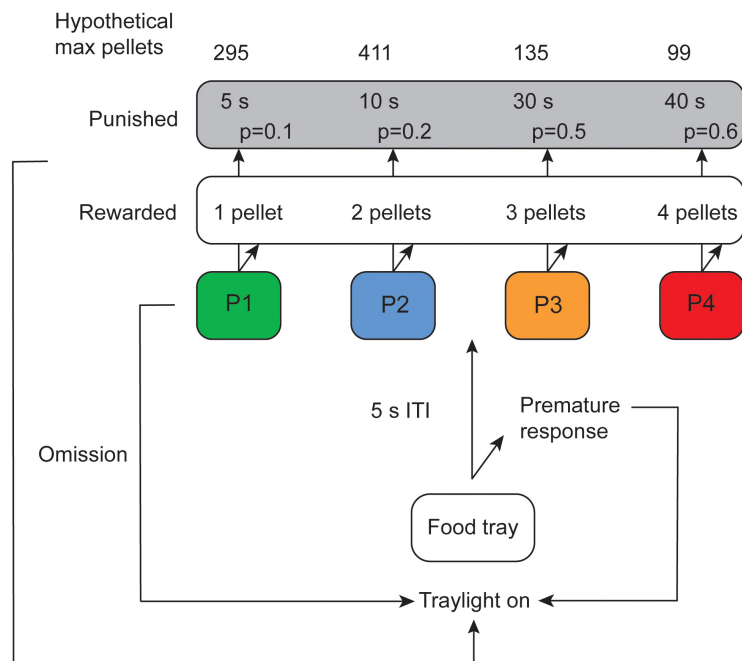 Hypothetical
max pellets
295 411 135 99
Punished
5 s 10 s 30 s 40 s
p=0.1 p=0.2 p=0.5 p=0.6
Rewarded
1 pellet 2 pellets 3 pellets 4 pellets
P1 P2 P3 P4
5 s ITI
Premature
response
Omission
Food tray
Traylight on